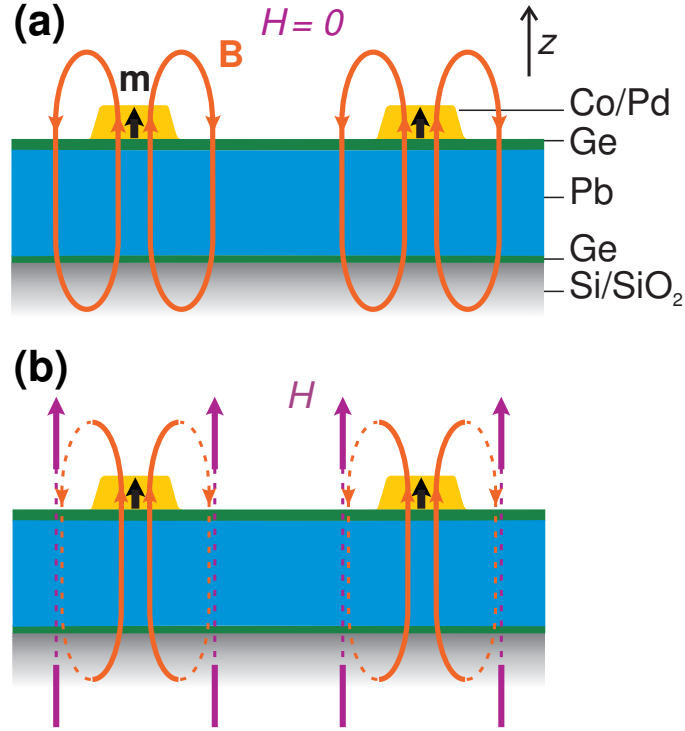 (a)
H = 0
z
B
m
Co/Pd
Ge
Pb
Ge
Si/SiO₂
(b)
H